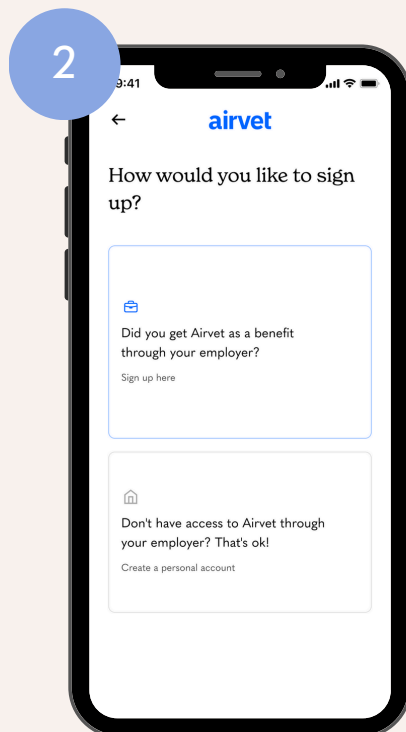 2
9:41
airvet
How would you like to sign
up?
Did you get Airvet as a benefit
through your employer?
Sign up here
Don't have access to Airvet through
your employer? That's ok!
Create a personal account